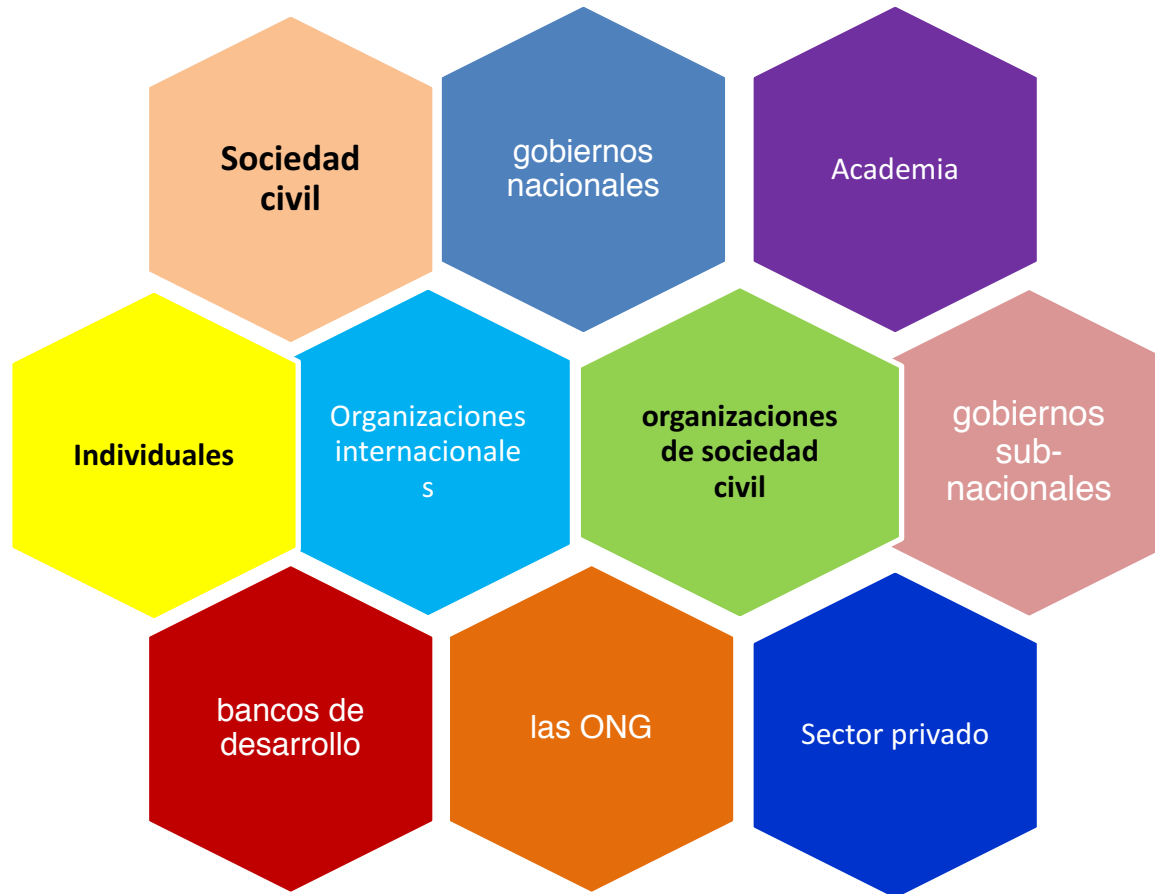 Sociedad
civil
gobiernos
nacionales
Academia
Individuales
Organizaciones
internacionale
s
organizaciones
de sociedad
civil
gobiernos
sub-
nacionales
bancos de
desarrollo
las ONG
Sector privado